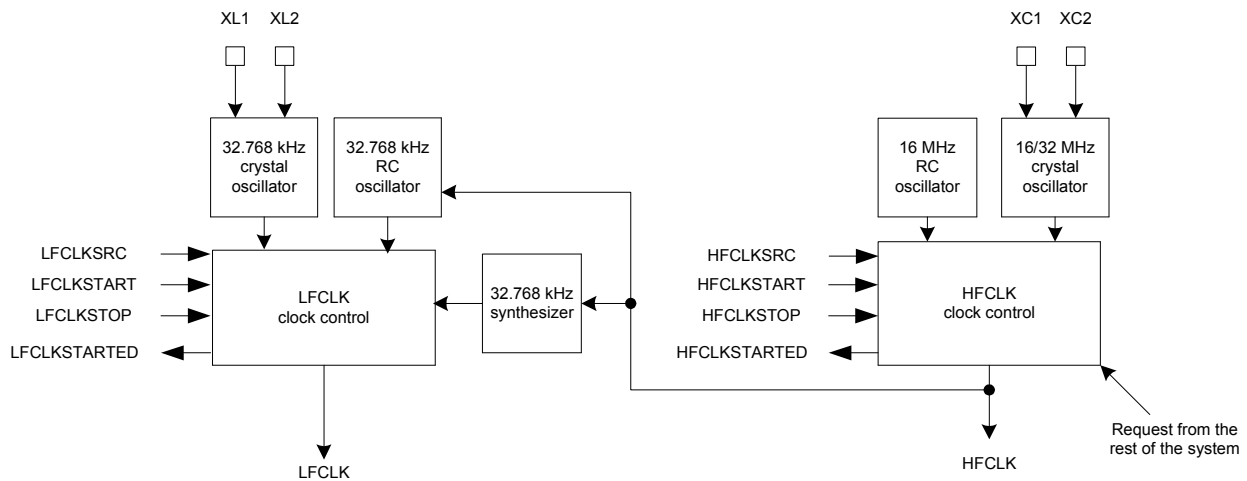 XL1
XL2
XC1
XC2
32.768 kHz
crystal
oscillator
32.768 kHz
RC
oscillator
16 MHz
RC
oscillator
16/32 MHz
crystal
oscillator
LFCLKSRC
LFCLKSTART
LFCLKSTOP
LFCLKSTARTED
LFCLK
clock control
32.768 kHz
synthesizer
HFCLKSRC
HFCLKSTART
HFCLKSTOP
HFCLKSTARTED
HFCLK
clock control
Request from the
rest of the system
LFCLK
HFCLK